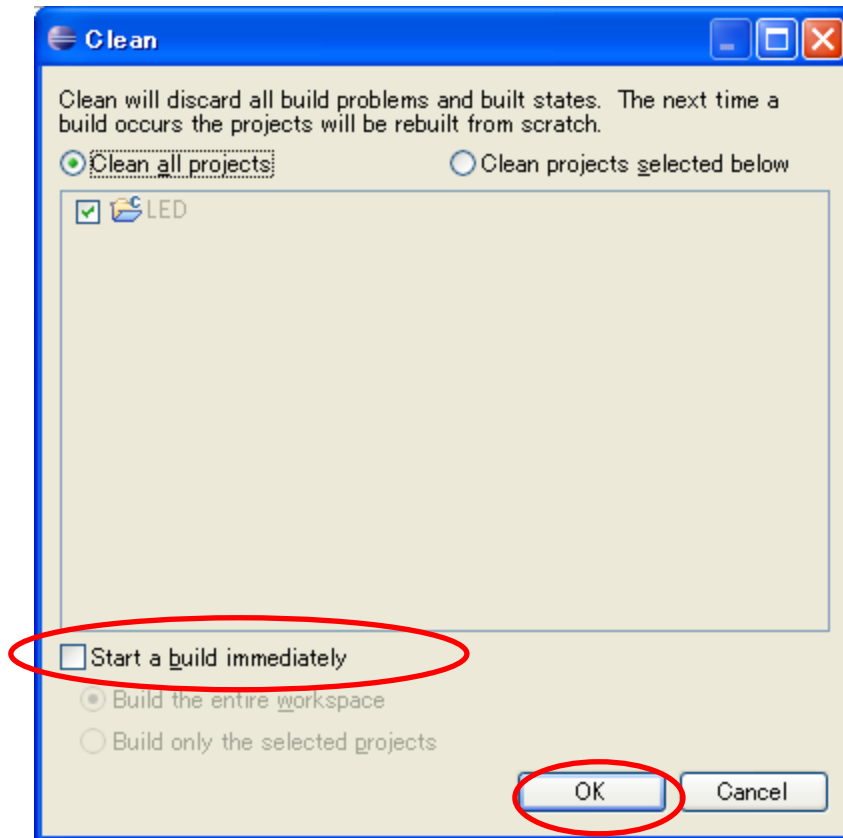 Clean
Clean will discard all build problems and built states. The next time a
build occurs the projects will be rebuilt from scratch.
Clean all projects Clean projects selected below
LED
Start a build immediately
Build the entire workspace
Build only the selected projects
OK Cancel